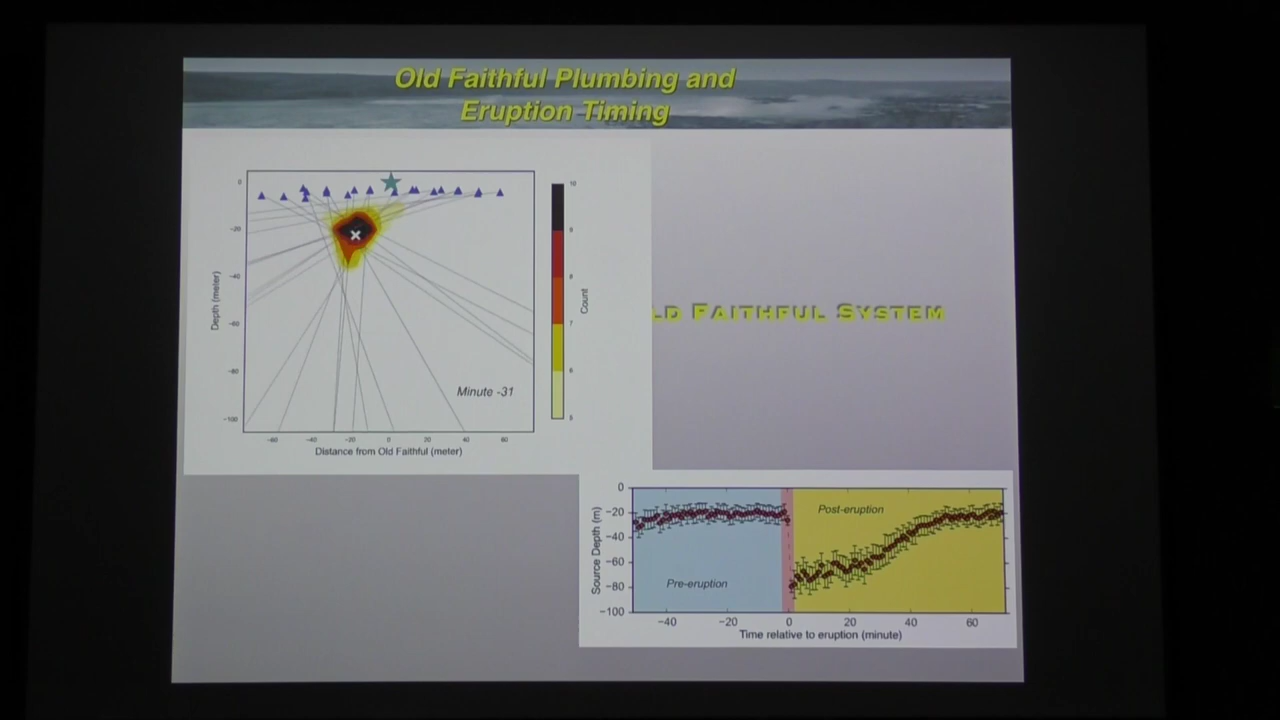 Old Faithful Plumbing and
Eruption Timing
0
-20
-40
-60
-80
-100
Depth (meter)
-60 -40 -20 0 20 40 60
Distance from Old Faithful (meter)
Minute -31
10
9
8
7
6
5
Count
LD FAITHFUL SYSTEM
0
−20
−40
−60
−80
−100
Source Depth (m)
Pre-eruption
Post-eruption
−40 −20 0 20 40 60
Time relative to eruption (minute)